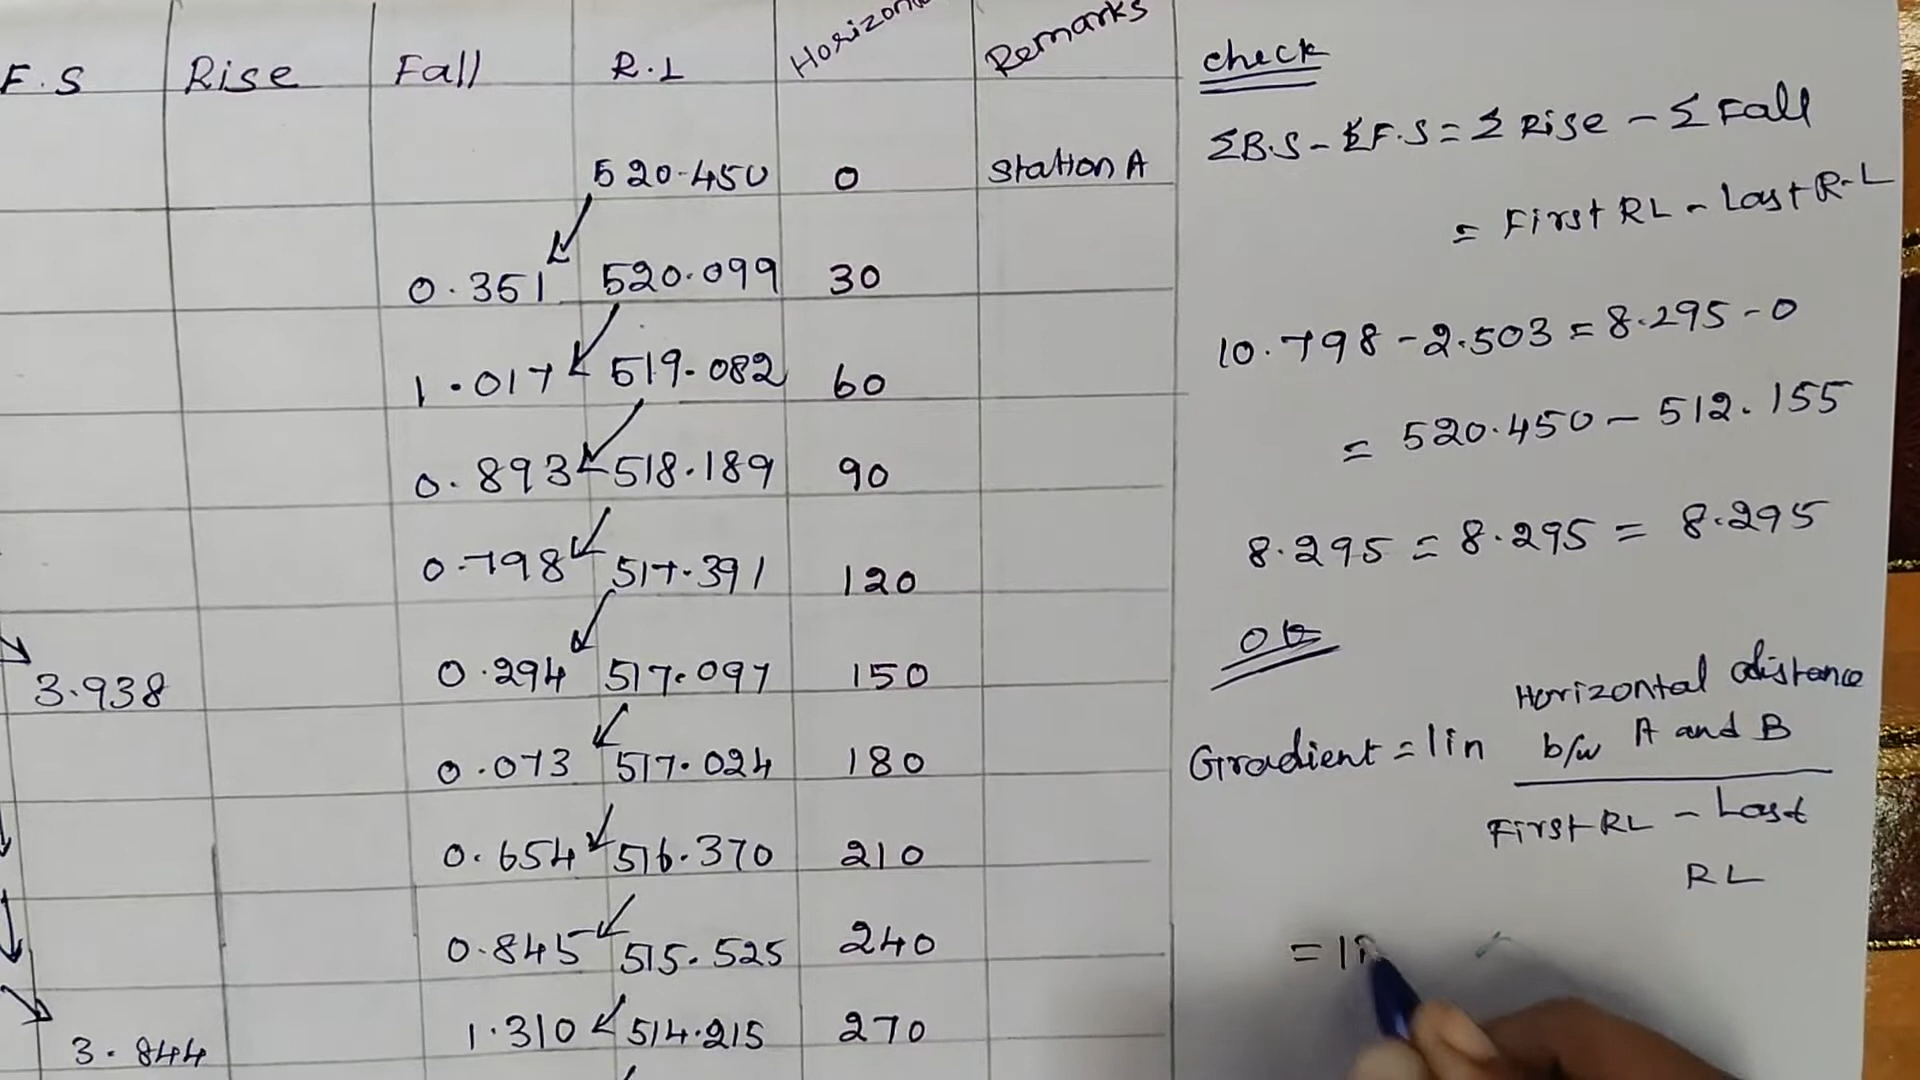 F.S Rise Fall R.L Horizon Remarks
520.450 0 Station A
0.351 520.099 30
1.017 519.082 60
0.893 518.189 90
0.798 517.391 120
3.938 0.294 517.097 150
0.073 517.024 180
0.654 516.370 210
0.845 515.525 240
3.844 1.310 514.215 270
check
ΣB.S - ΣF.S = Σ Rise - Σ Fall
= First RL - Last R.L
10.798 - 2.503 = 8.295 - 0
= 520.450 - 512.155
8.295 = 8.295 = 8.295
OK
Horizontal distance
Gradient = 1 in b/w A and B
First RL - Last
RL
= 1 in